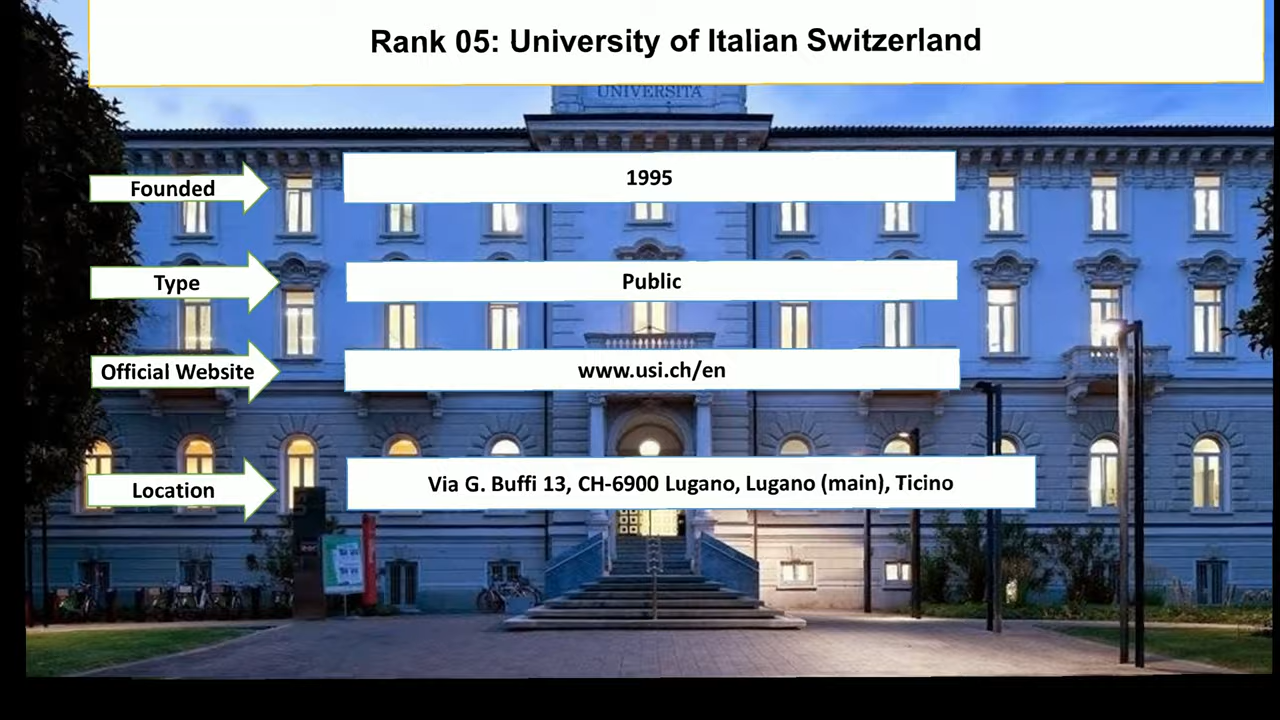 Rank 05: University of Italian Switzerland
UNIVERSITÀ
Founded
1995
Type
Public
Official Website
www.usi.ch/en
Location
Via G. Buffi 13, CH-6900 Lugano, Lugano (main), Ticino